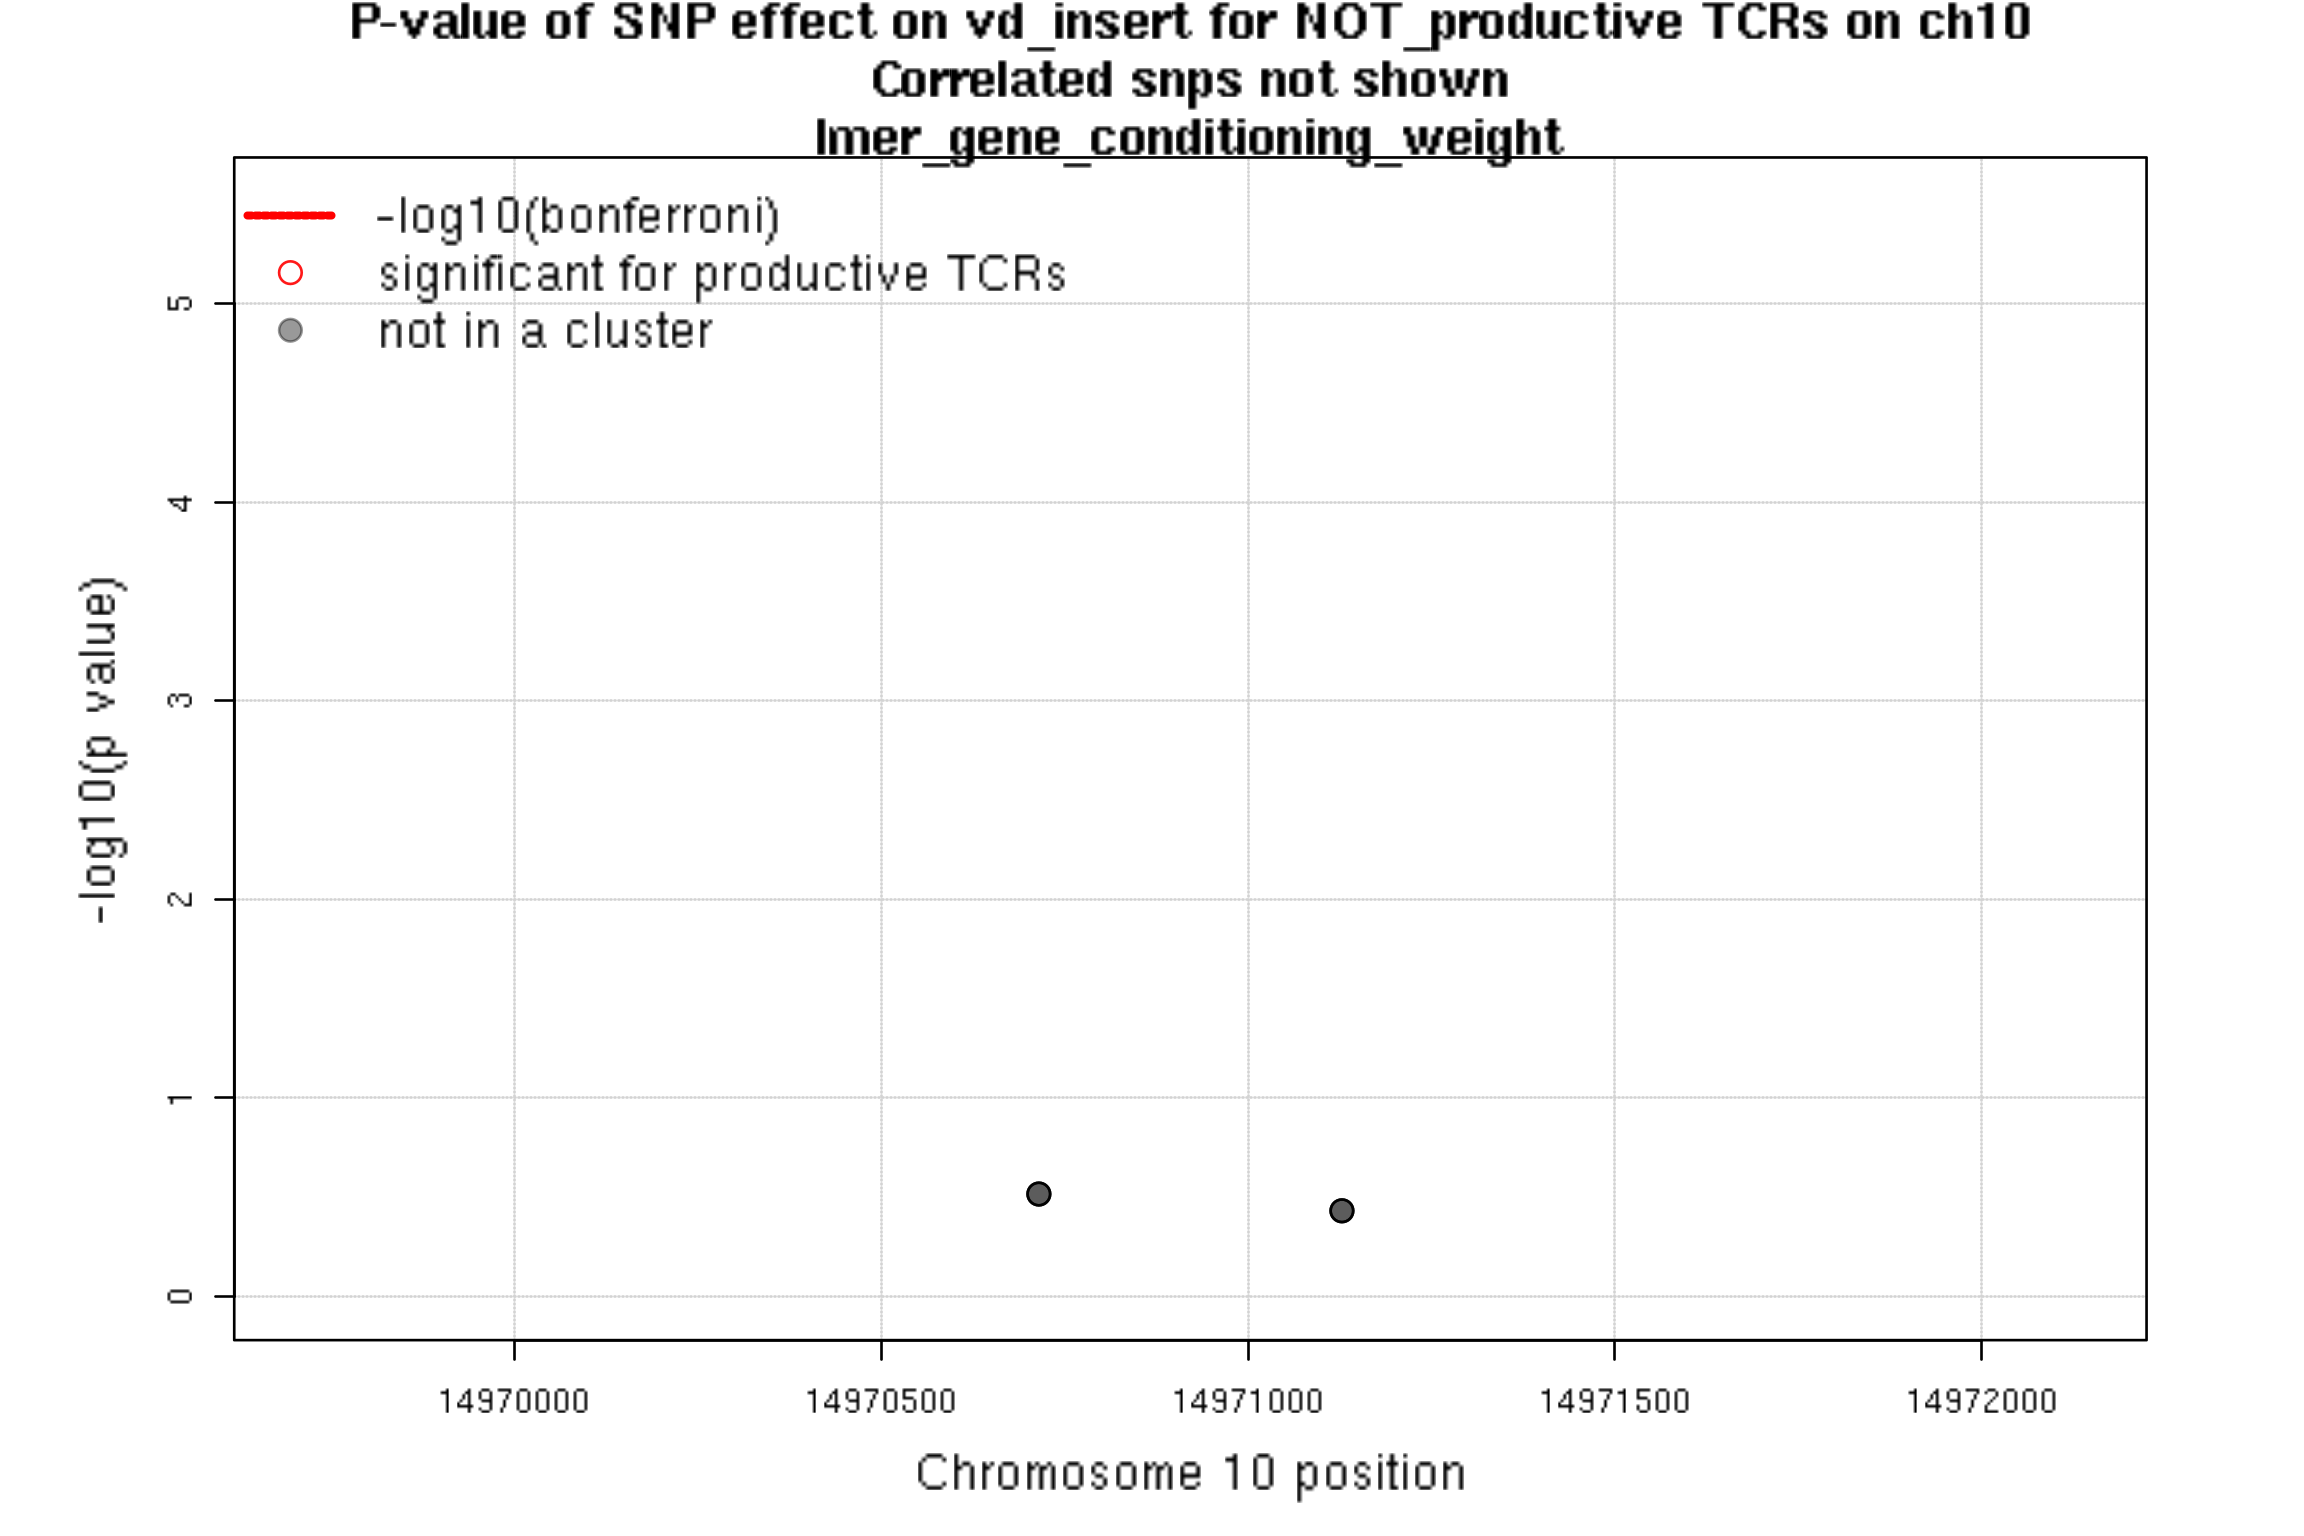 P-value of SNP effect on vd_insert for NOT_productive TCRs on ch10
Correlated snps not shown
lmer_gene_conditioning_weight
-log10(bonferroni)
significant for productive TCRs
not in a cluster
5
4
3
2
1
0
-log10(p value)
14970000 14970500 14971000 14971500 14972000
Chromosome 10 position